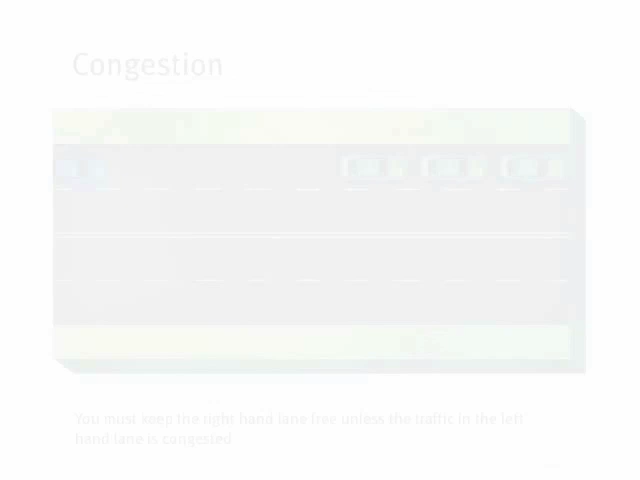 Congestion
You must keep the right hand lane free unless the traffic in the left
hand lane is congested